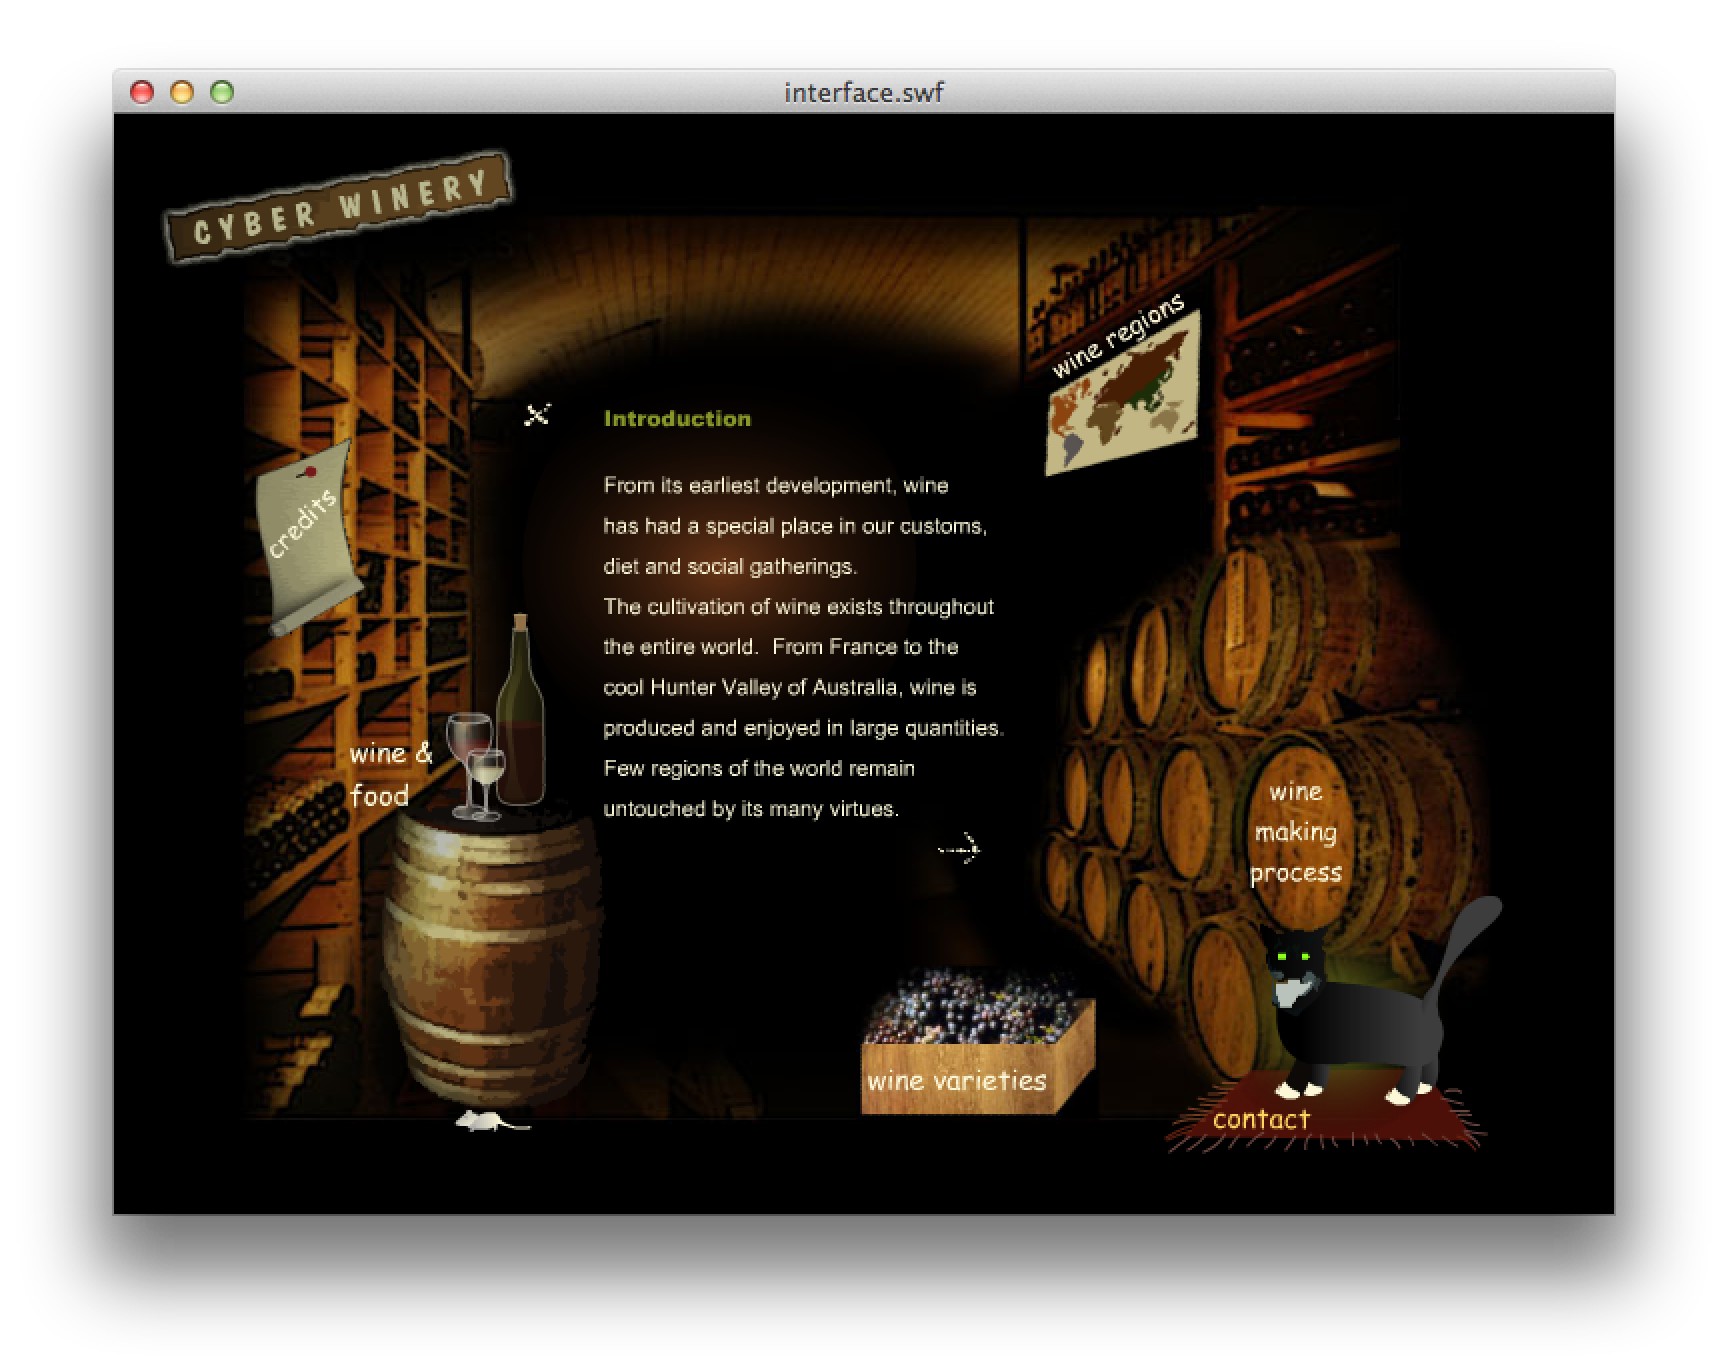 interface.swf
CYBER WINERY
wine regions
Introduction
From its earliest development, wine
has had a special place in our customs,
diet and social gatherings.
The cultivation of wine exists throughout
the entire world.  From France to the
cool Hunter Valley of Australia, wine is
produced and enjoyed in large quantities.
Few regions of the world remain
untouched by its many virtues.
credits
wine &
food
wine
making
process
wine varieties
contact